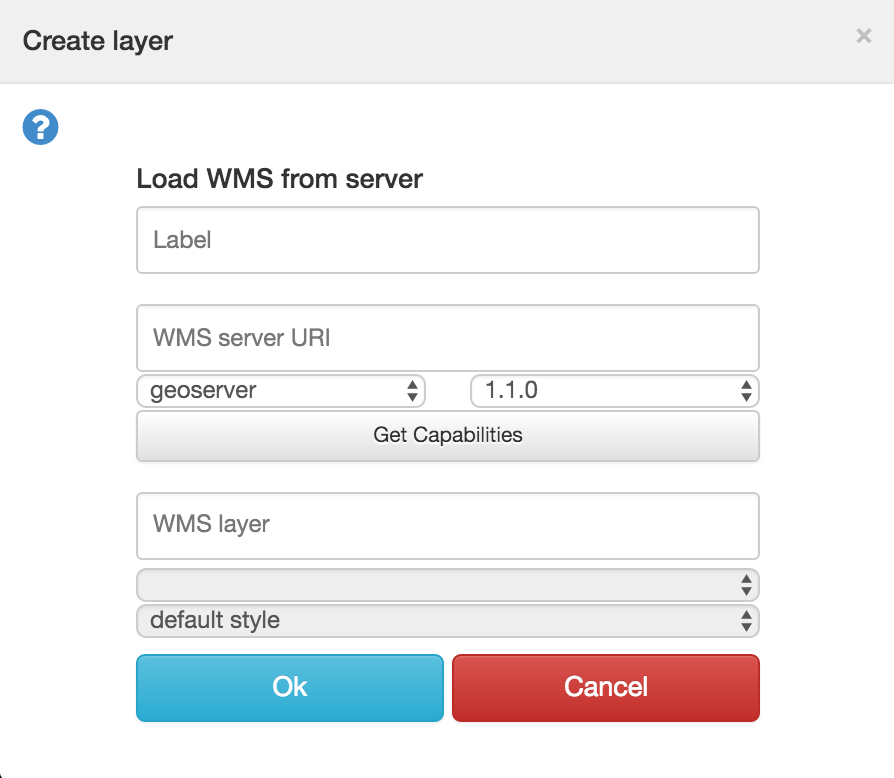 Create layer ×
?
Load WMS from server
Label
WMS server URI
geoserver 1.1.0
Get Capabilities
WMS layer
default style
Ok Cancel